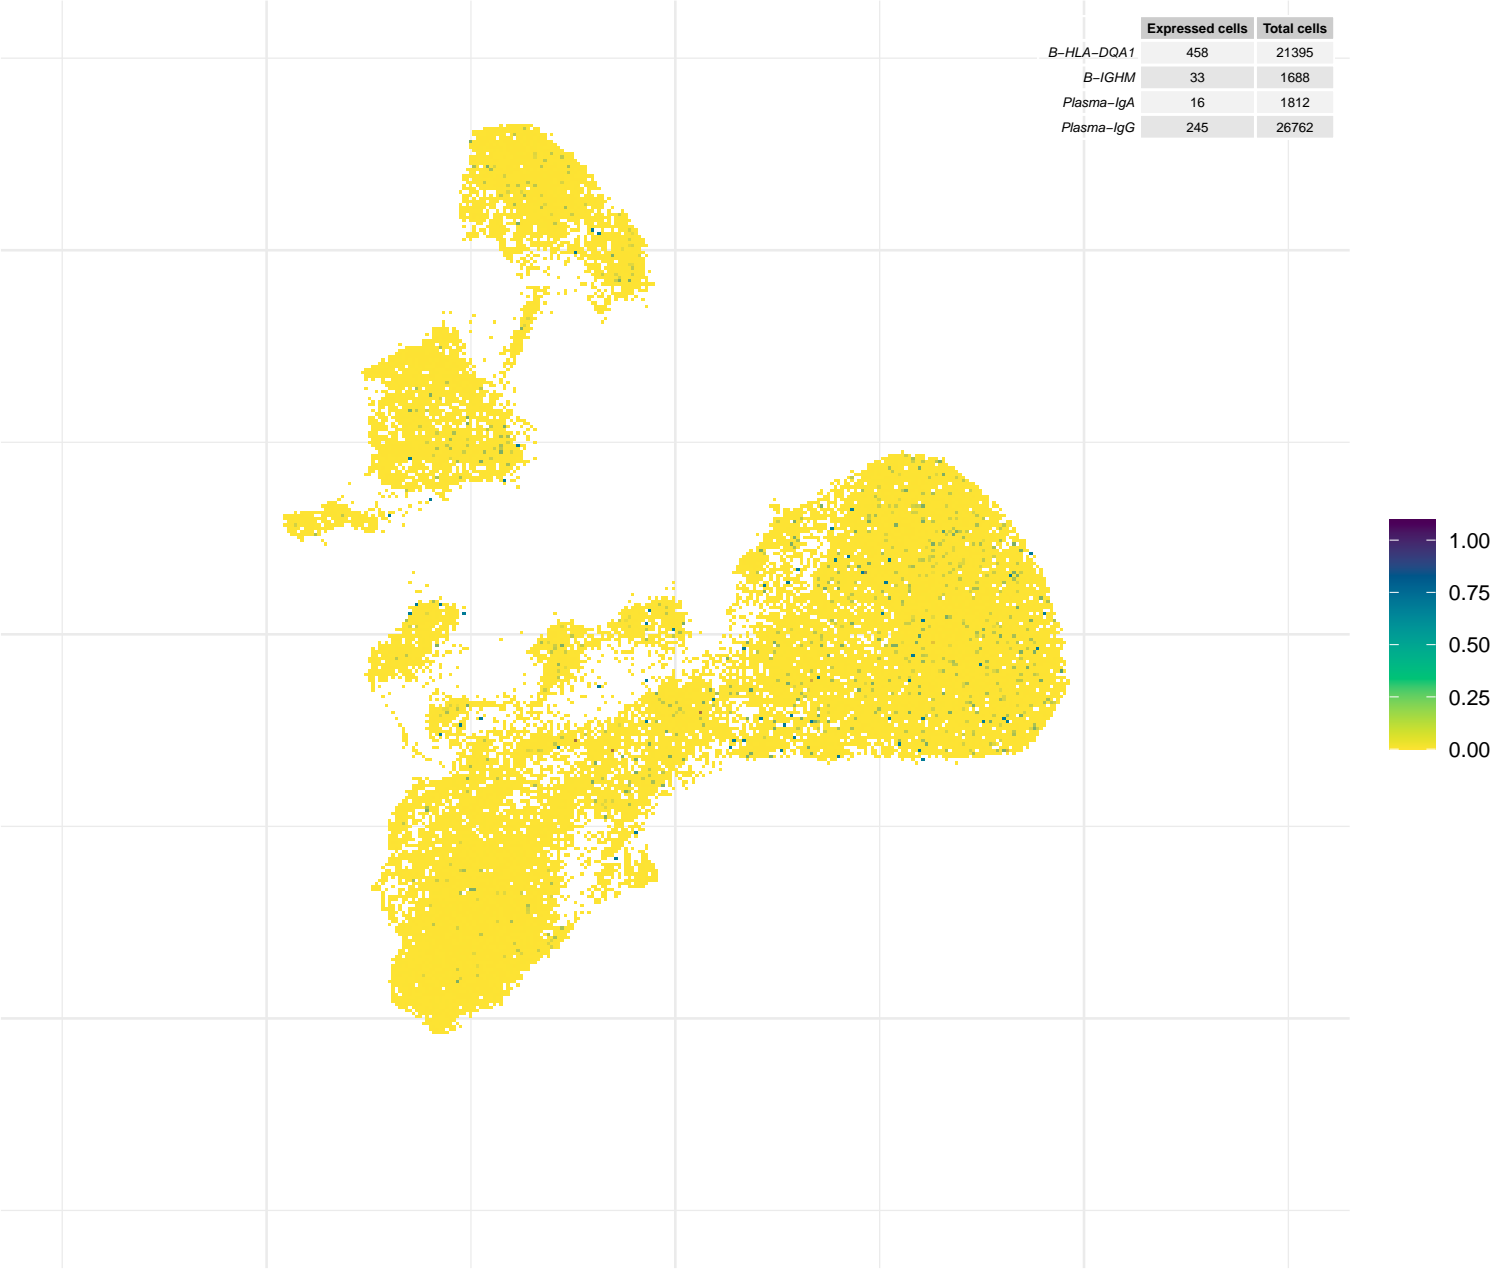 Expressed cells Total cells
B−HLA−DQA1 458 21395
B−IGHM 33 1688
Plasma−IgA 16 1812
Plasma−IgG 245 26762
1.00
0.75
0.50
0.25
0.00